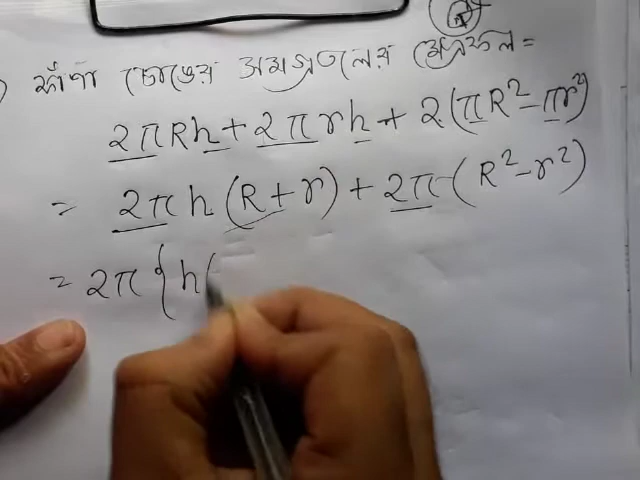 ফাঁপা চোঙের সমগ্রতলের ক্ষেত্রফল =
2πRh + 2πrh + 2(πR² - πr²)
= 2πh (R + r) + 2π (R² - r²)
= 2π { h(